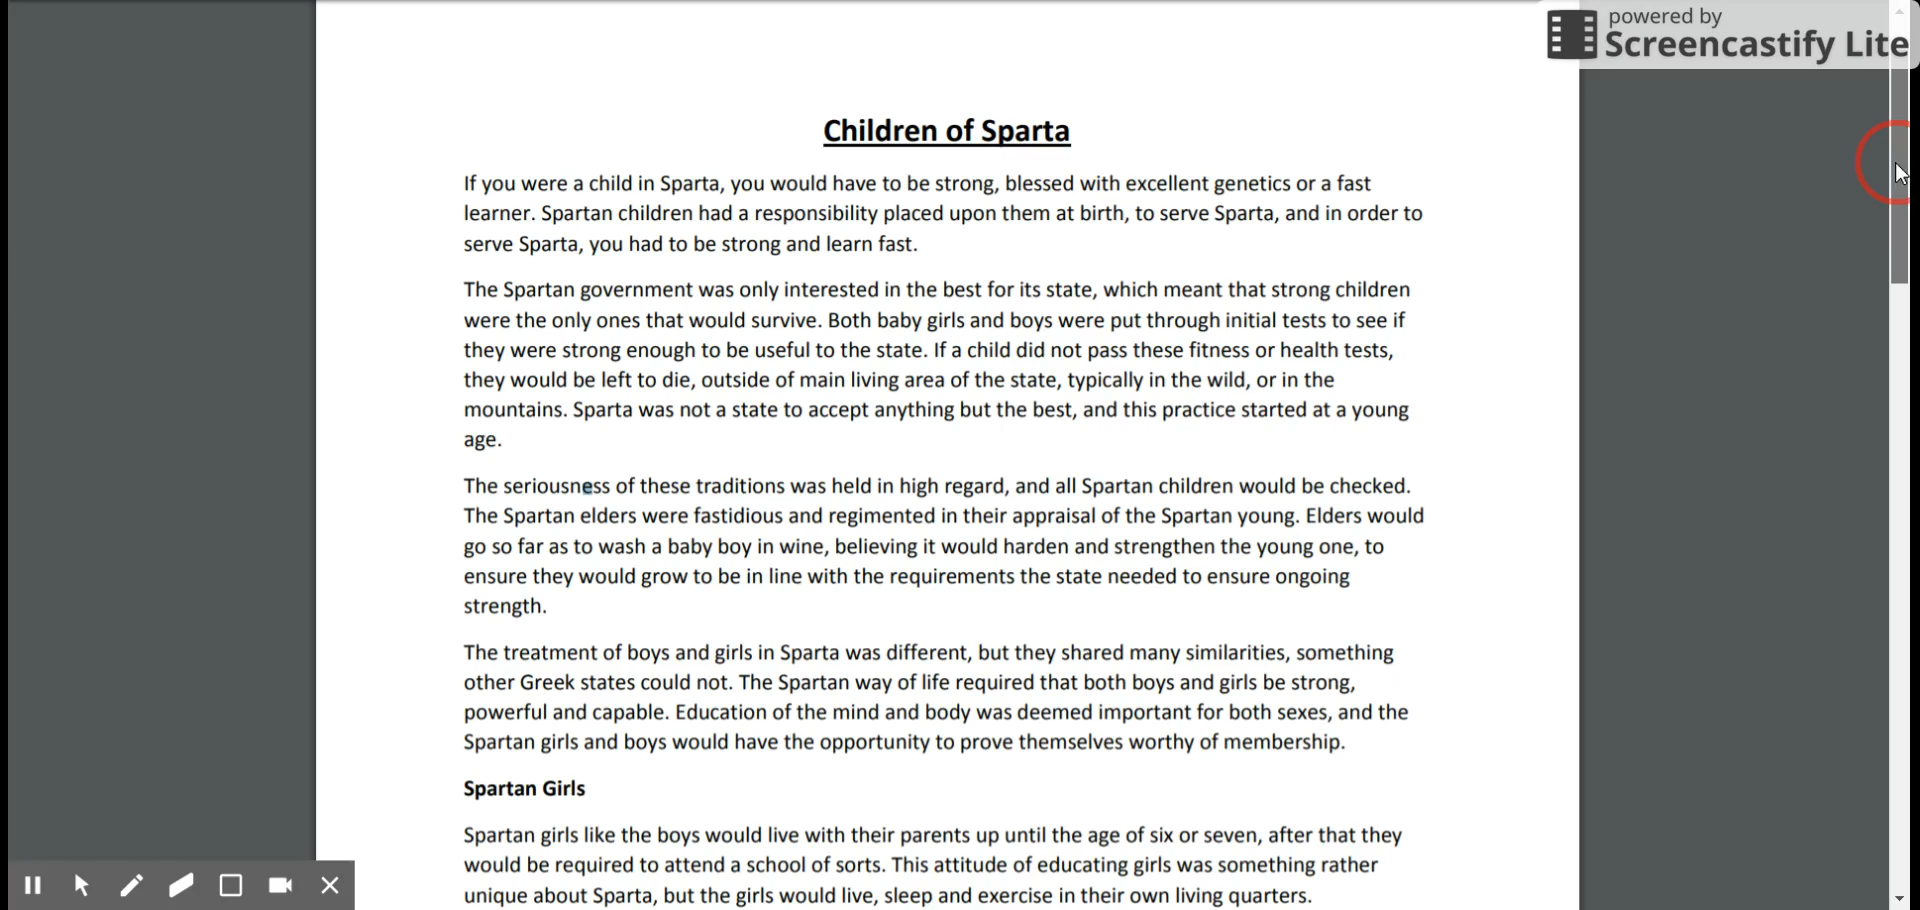 powered by
Screencastify Lite
Children of Sparta
If you were a child in Sparta, you would have to be strong, blessed with excellent genetics or a fast
learner. Spartan children had a responsibility placed upon them at birth, to serve Sparta, and in order to
serve Sparta, you had to be strong and learn fast.
The Spartan government was only interested in the best for its state, which meant that strong children
were the only ones that would survive. Both baby girls and boys were put through initial tests to see if
they were strong enough to be useful to the state. If a child did not pass these fitness or health tests,
they would be left to die, outside of main living area of the state, typically in the wild, or in the
mountains. Sparta was not a state to accept anything but the best, and this practice started at a young
age.
The seriousness of these traditions was held in high regard, and all Spartan children would be checked.
The Spartan elders were fastidious and regimented in their appraisal of the Spartan young. Elders would
go so far as to wash a baby boy in wine, believing it would harden and strengthen the young one, to
ensure they would grow to be in line with the requirements the state needed to ensure ongoing
strength.
The treatment of boys and girls in Sparta was different, but they shared many similarities, something
other Greek states could not. The Spartan way of life required that both boys and girls be strong,
powerful and capable. Education of the mind and body was deemed important for both sexes, and the
Spartan girls and boys would have the opportunity to prove themselves worthy of membership.
Spartan Girls
Spartan girls like the boys would live with their parents up until the age of six or seven, after that they
would be required to attend a school of sorts. This attitude of educating girls was something rather
unique about Sparta, but the girls would live, sleep and exercise in their own living quarters.